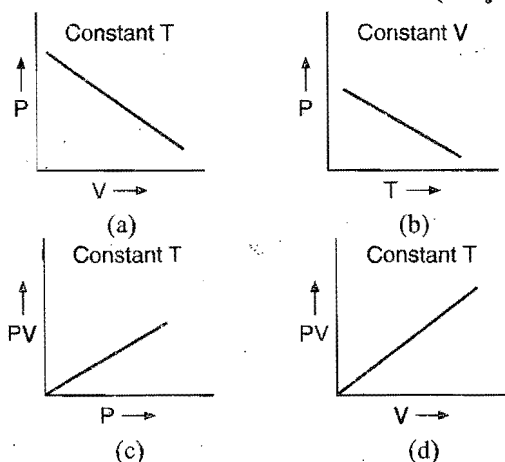 Constant T
P
V
(a)
Constant V
P
T
(b)
Constant T
PV
P
(c)
Constant T
PV
V
(d)